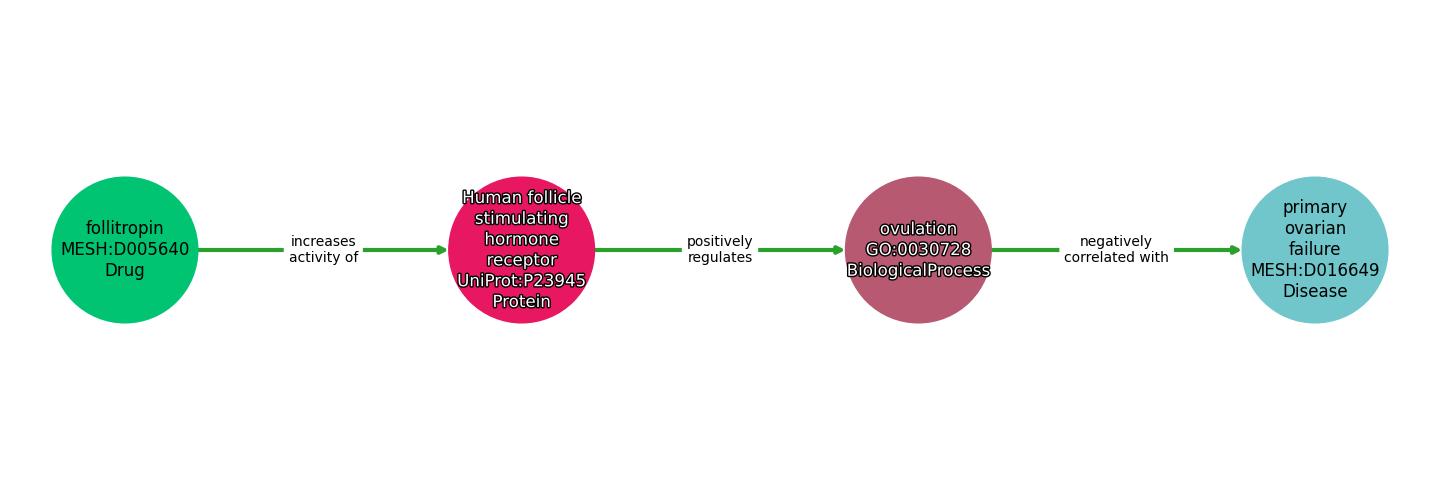 follitropin
MESH:D005640
Drug
increases
activity of
Human follicle
stimulating
hormone
receptor
UniProt:P23945
Protein
positively
regulates
ovulation
GO:0030728
BiologicalProcess
negatively
correlated with
primary
ovarian
failure
MESH:D016649
Disease